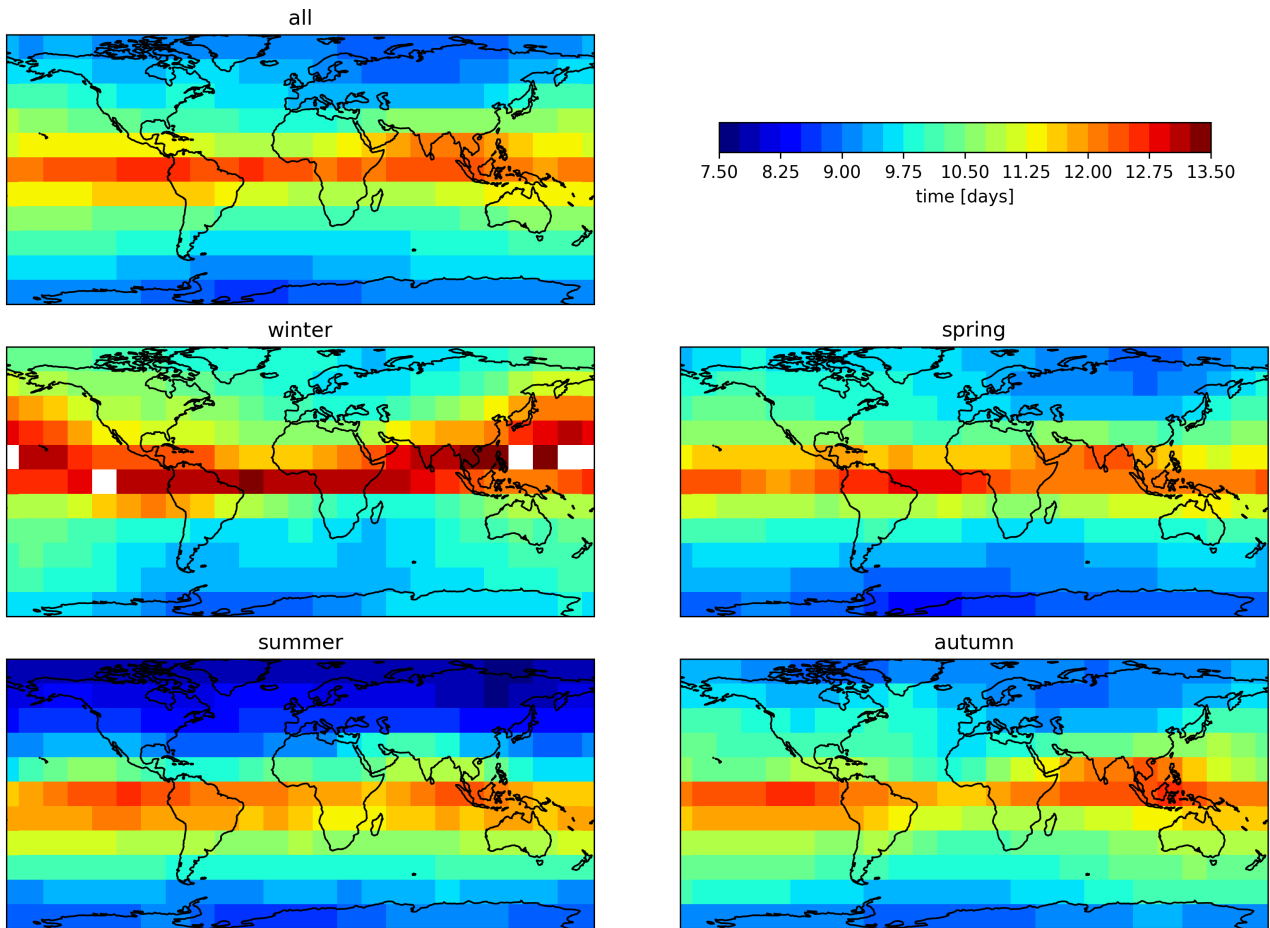 all
7.50 8.25 9.00 9.75 10.50 11.25 12.00 12.75 13.50
time [days]
winter
spring
summer
autumn